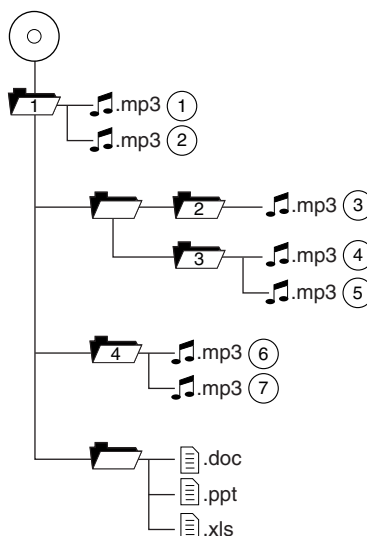 1 .mp3 1
.mp3 2
2 .mp3 3
3 .mp3 4
.mp3 5
4 .mp3 6
.mp3 7
.doc
.ppt
.xls